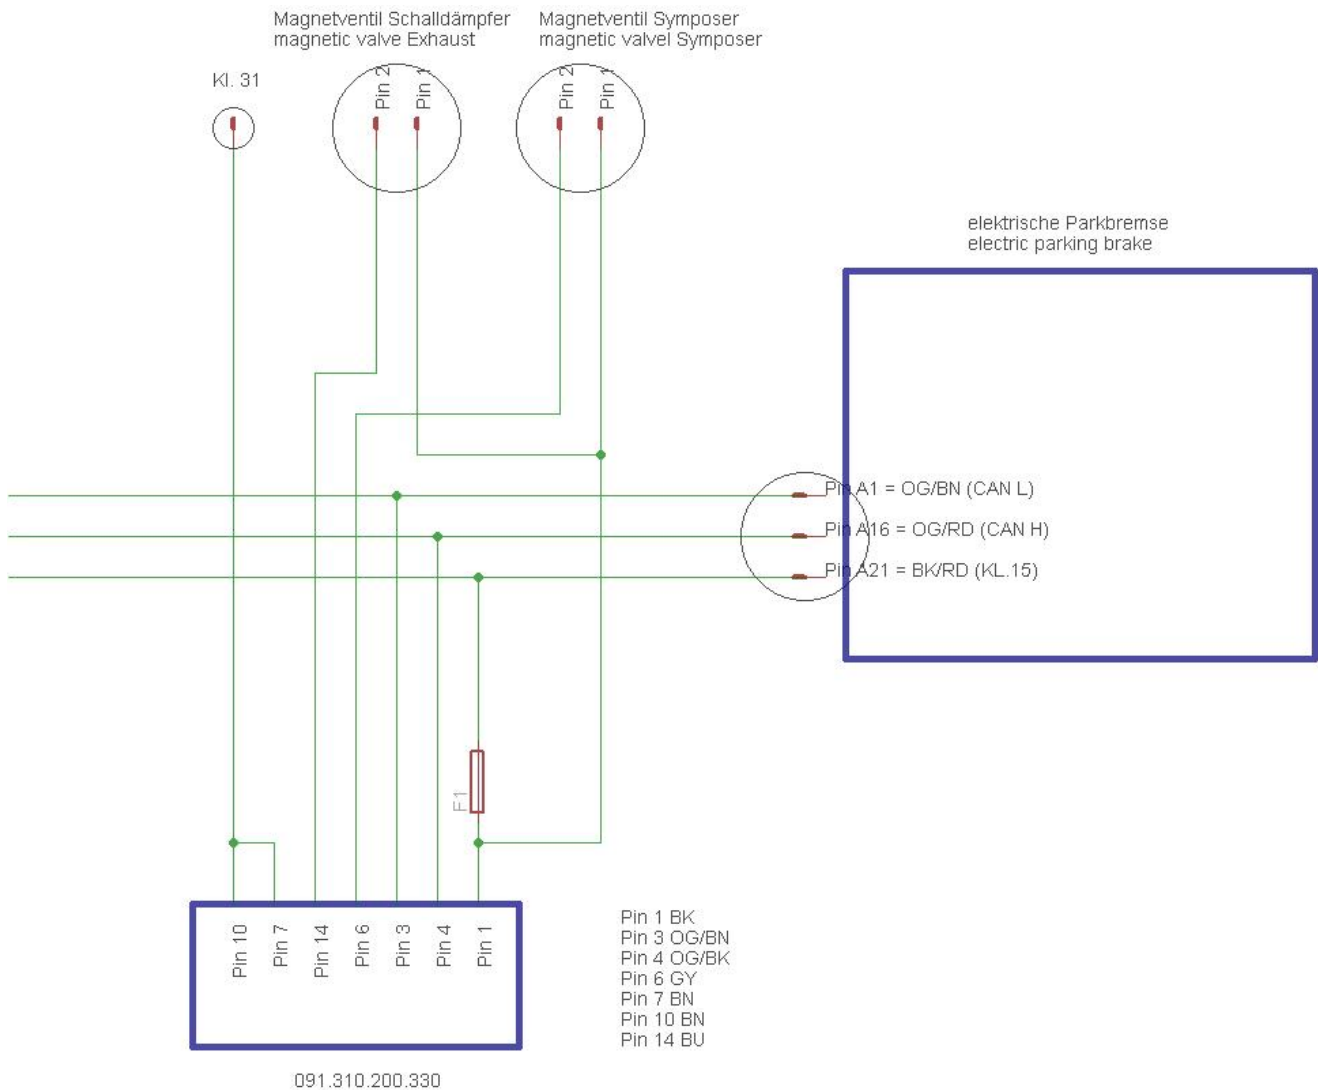 Magnetventil Schalldämpfer
magnetic valve Exhaust
Magnetventil Symposer
magnetic valvel Symposer
Kl. 31
Pin 2
Pin 1
Pin 2
Pin 1
elektrische Parkbremse
electric parking brake
Pin A1 = OG/BN (CAN L)
Pin A16 = OG/RD (CAN H)
Pin A21 = BK/RD (KL.15)
F1
Pin 10
Pin 7
Pin 14
Pin 6
Pin 3
Pin 4
Pin 1
Pin 1 BK
Pin 3 OG/BN
Pin 4 OG/BK
Pin 6 GY
Pin 7 BN
Pin 10 BN
Pin 14 BU
091.310.200.330